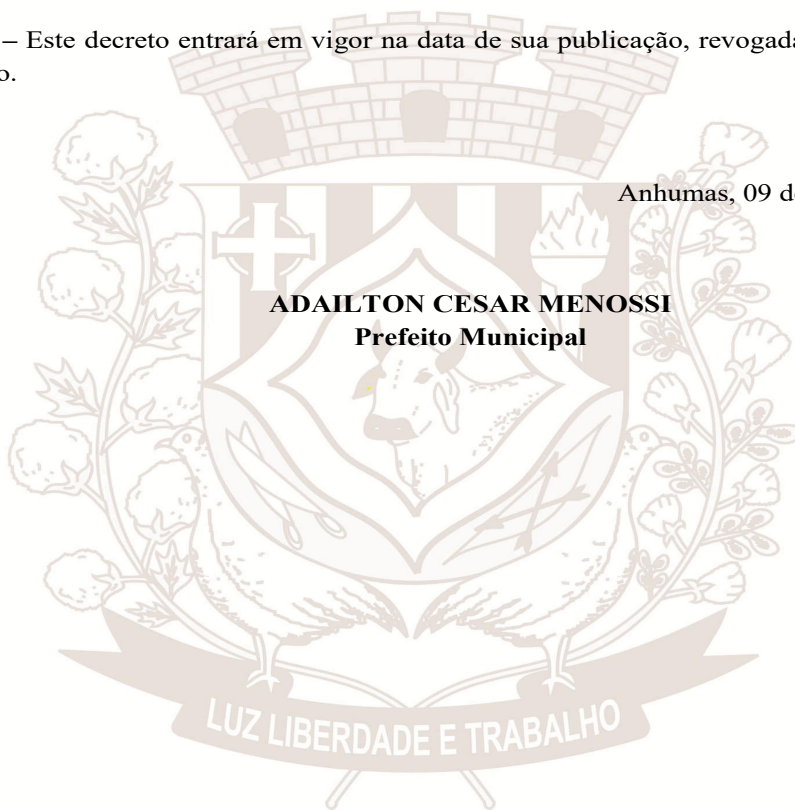 – Este decreto entrará em vigor na data de sua publicação, revogada
o.
Anhumas, 09 d
ADAILTON CESAR MENOSSI
Prefeito Municipal
LUZ LIBERDADE E TRABALHO